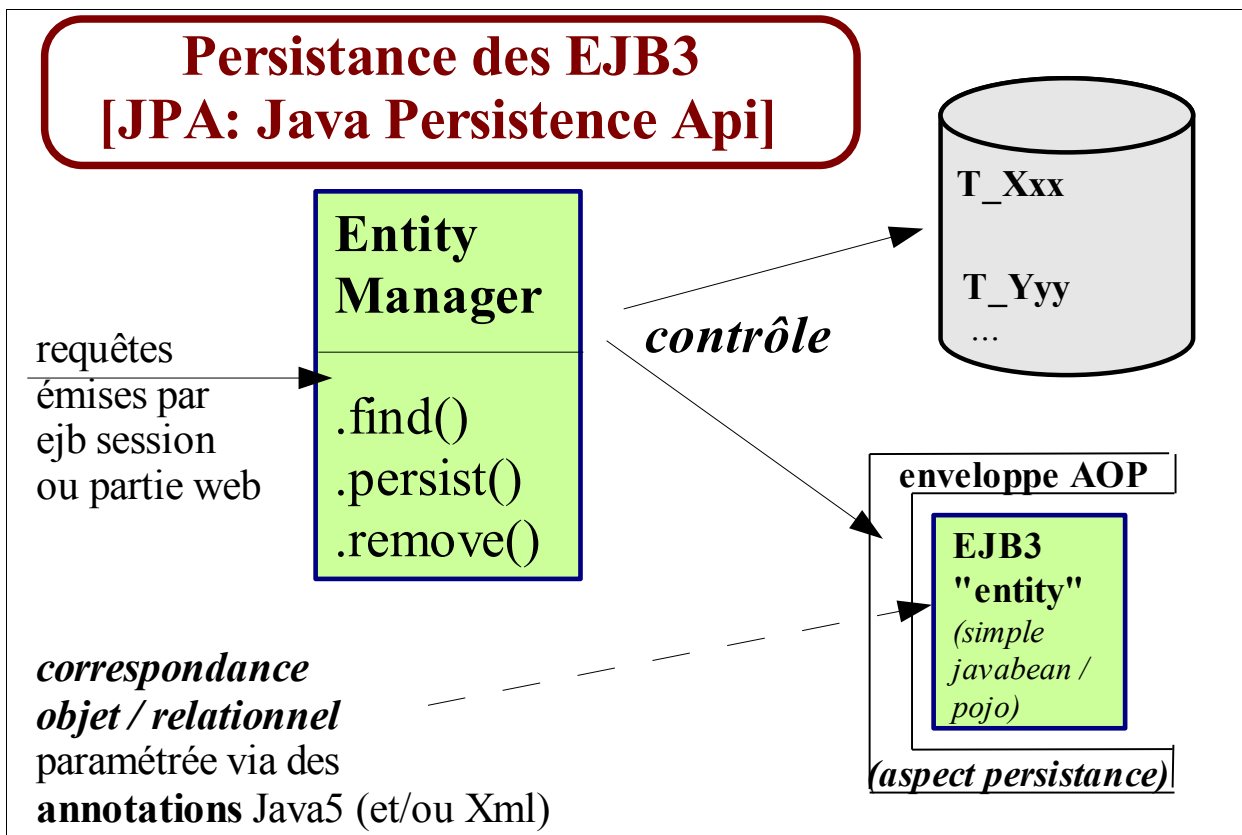 Persistance des EJB3
[JPA: Java Persistence Api]
T_Xxx
T_Yyy
...
Entity
Manager
.find()
.persist()
.remove()
contrôle
requêtes
émises par
ejb session
ou partie web
enveloppe AOP
EJB3
"entity"
(simple
javabean /
pojo)
(aspect persistance)
correspondance
objet / relationnel
paramétrée via des
annotations Java5 (et/ou Xml)